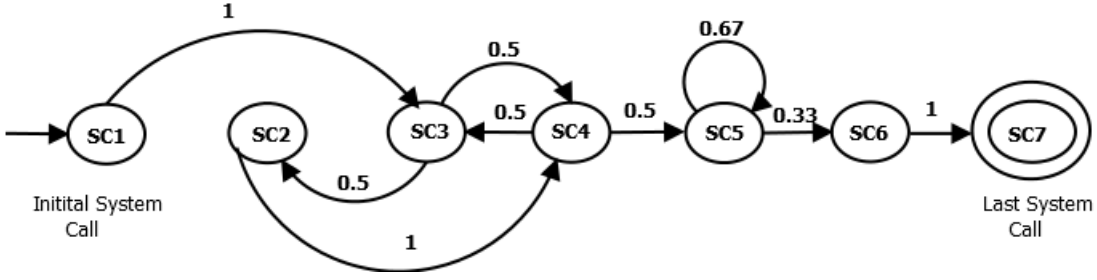 1
0.67
0.5
0.5
0.5
0.33
1
SC1
SC2
SC3
SC4
SC5
SC6
SC7
0.5
Initital System
Call
Last System
Call
1